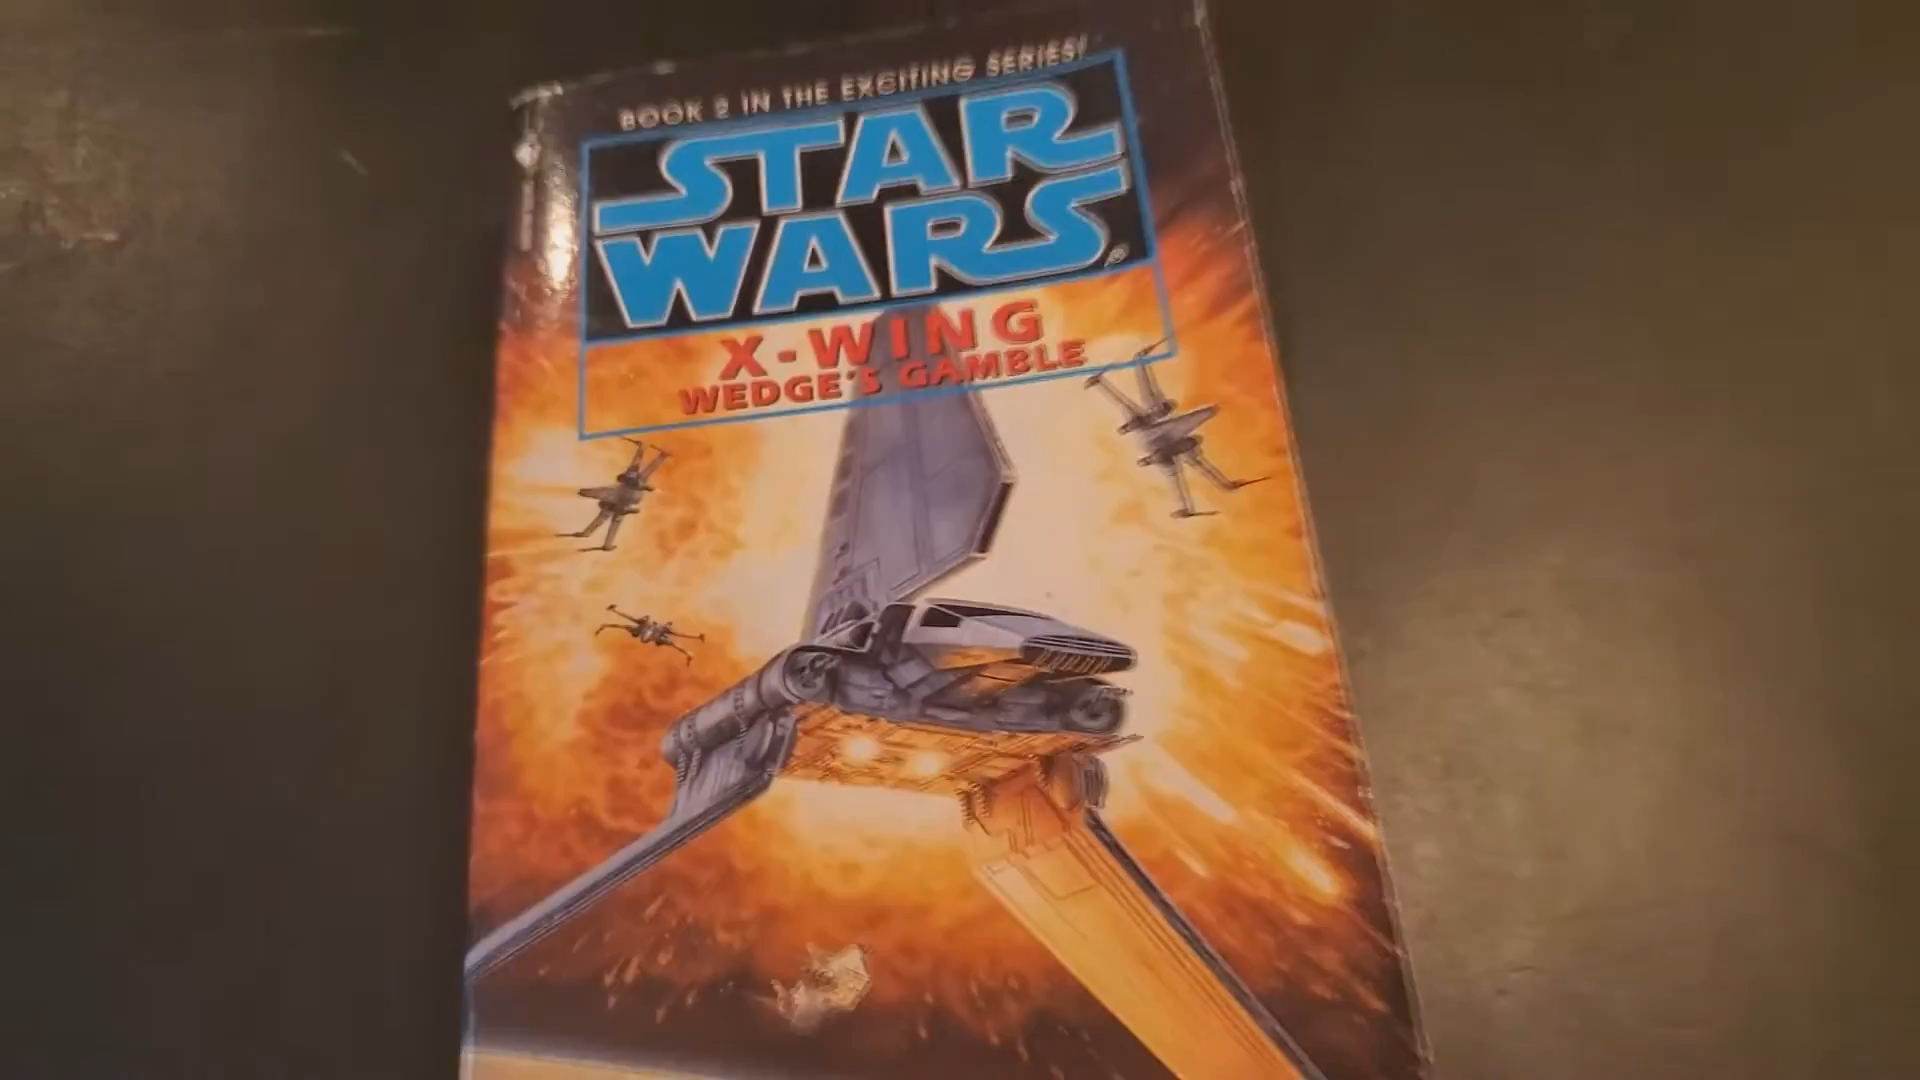 BOOK 2 IN THE EXCITING SERIES!
STAR
WARS®
X-WING
WEDGE'S GAMBLE